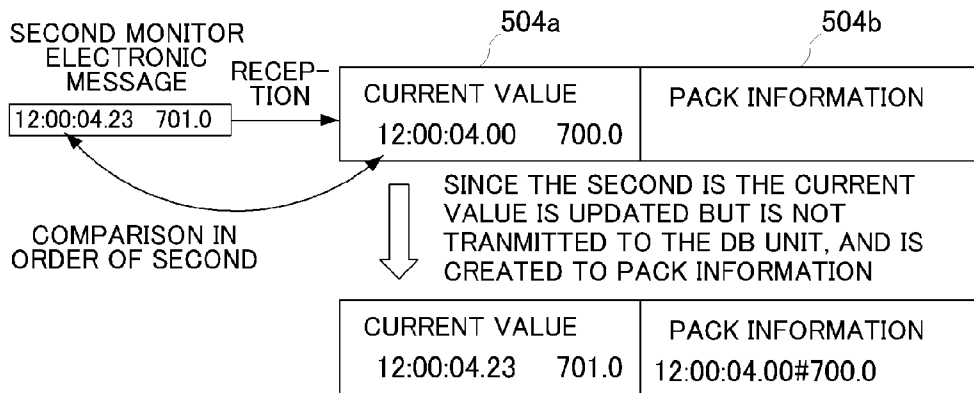 504a
504b
SECOND MONITOR
ELECTRONIC
MESSAGE
RECEP-
TION
12:00:04.23 701.0
CURRENT VALUE
12:00:04.00 700.0
PACK INFORMATION
COMPARISON IN
ORDER OF SECOND
SINCE THE SECOND IS THE CURRENT
VALUE IS UPDATED BUT IS NOT
TRANMITTED TO THE DB UNIT, AND IS
CREATED TO PACK INFORMATION
CURRENT VALUE
12:00:04.23 701.0
PACK INFORMATION
12:00:04.00#700.0